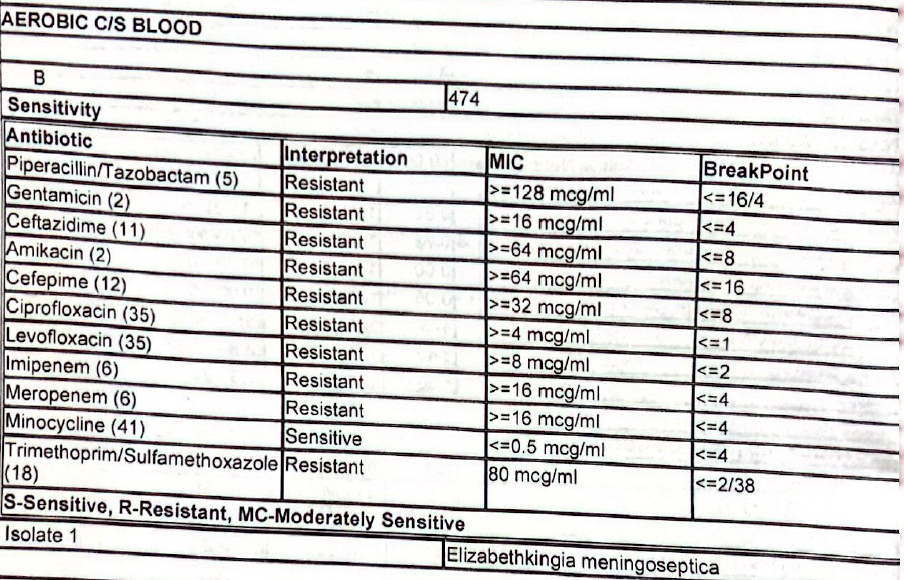 AEROBIC C/S BLOOD
B 474
Sensitivity
Antibiotic Interpretation MIC BreakPoint
Piperacillin/Tazobactam (5) Resistant >=128 mcg/ml <=16/4
Gentamicin (2) Resistant >=16 mcg/ml <=4
Ceftazidime (11) Resistant >=64 mcg/ml <=8
Amikacin (2) Resistant >=64 mcg/ml <=16
Cefepime (12) Resistant >=32 mcg/ml <=8
Ciprofloxacin (35) Resistant >=4 mcg/ml <=1
Levofloxacin (35) Resistant >=8 mcg/ml <=2
Imipenem (6) Resistant >=16 mcg/ml <=4
Meropenem (6) Resistant >=16 mcg/ml <=4
Minocycline (41) Sensitive <=0.5 mcg/ml <=4
Trimethoprim/Sulfamethoxazole Resistant 80 mcg/ml <=2/38
(18)
S-Sensitive, R-Resistant, MC-Moderately Sensitive
Isolate 1 Elizabethkingia meningoseptica